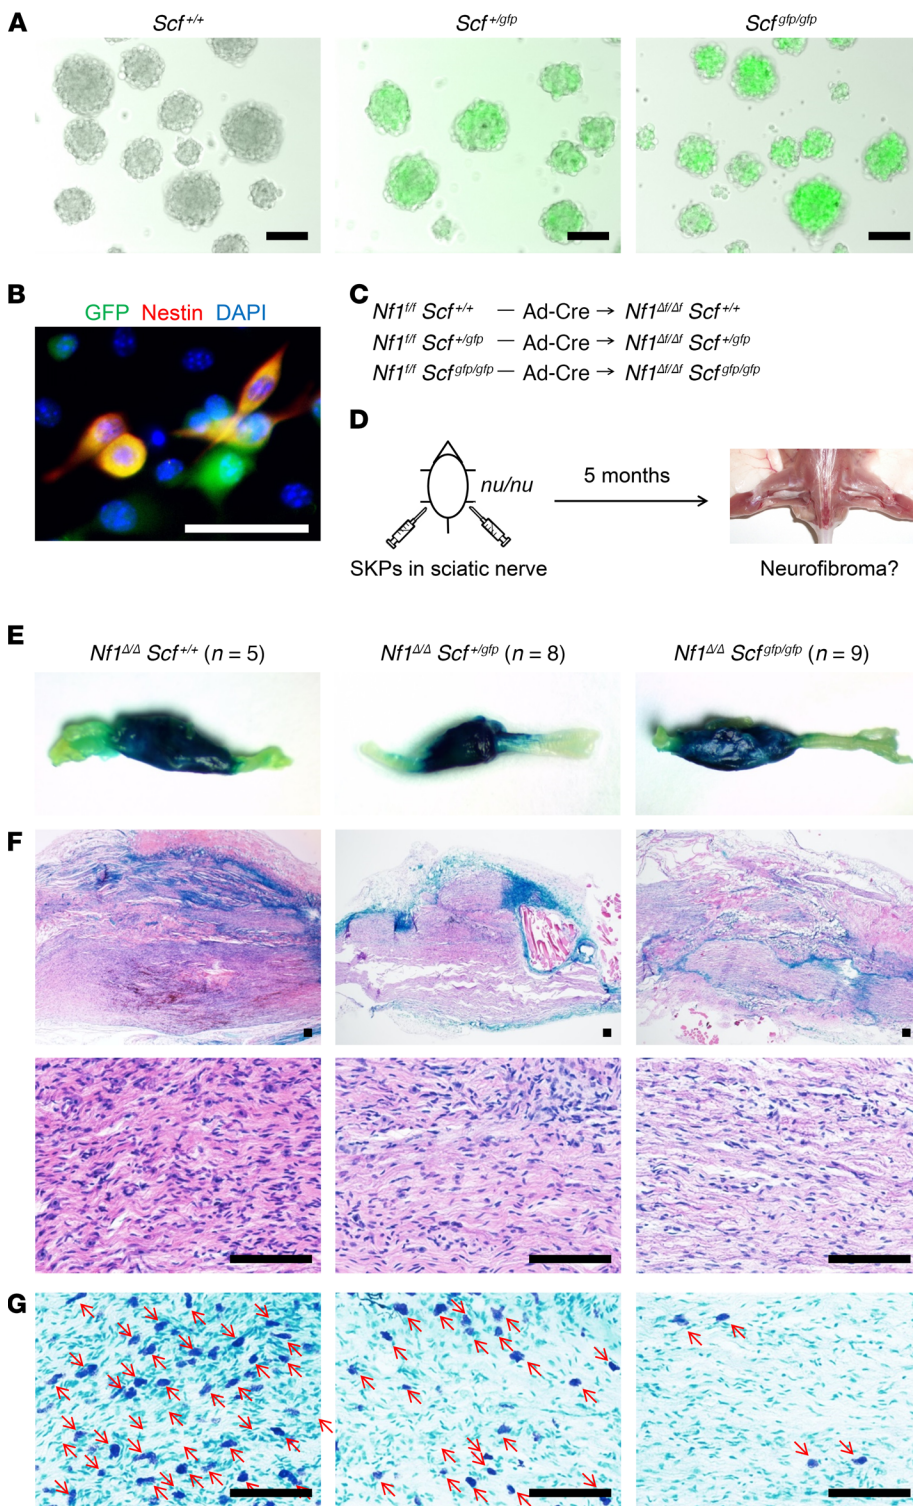 A
Scf+/+ Scf+/gfp Scfgfp/gfp
B
GFP Nestin DAPI
C
Nf1f/f Scf+/+ — Ad-Cre → Nf1Δf/Δf Scf+/+
Nf1f/f Scf+/gfp — Ad-Cre → Nf1Δf/Δf Scf+/gfp
Nf1f/f Scfgfp/gfp — Ad-Cre → Nf1Δf/Δf Scfgfp/gfp
D
nu/nu
5 months
SKPs in sciatic nerve
Neurofibroma?
E
Nf1Δ/Δ Scf+/+ (n = 5) Nf1Δ/Δ Scf+/gfp (n = 8) Nf1Δ/Δ Scfgfp/gfp (n = 9)
F
G